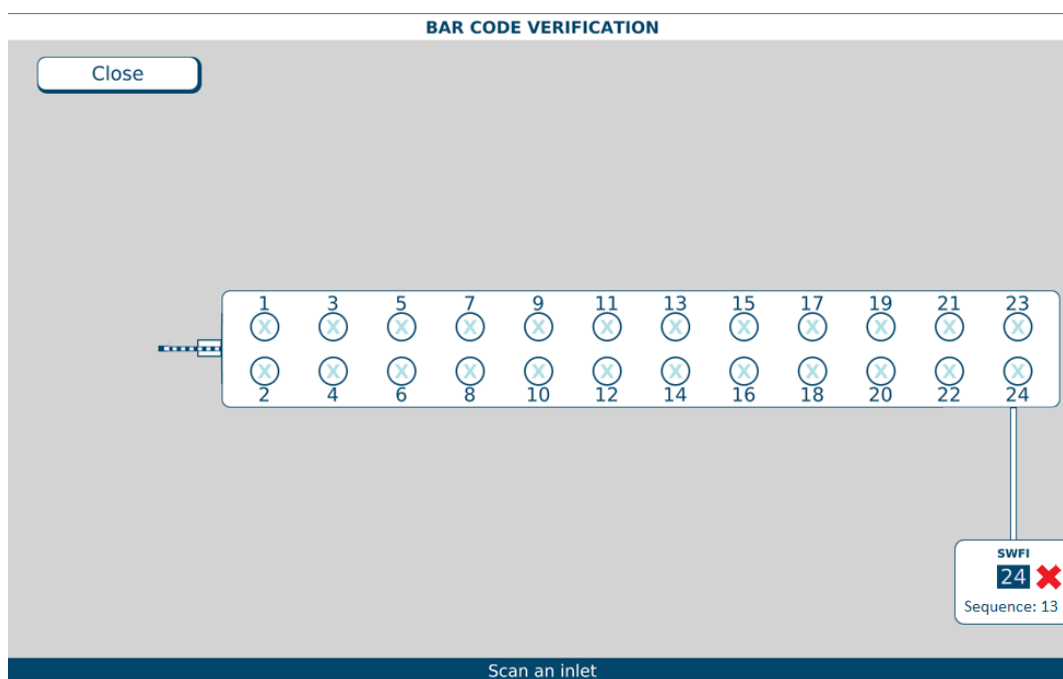 BAR CODE VERIFICATION
Close
1 3 5 7 9 11 13 15 17 19 21 23
X X X X X X X X X X X X
X X X X X X X X X X X X
2 4 6 8 10 12 14 16 18 20 22 24
SWFI
24
Sequence: 13
Scan an inlet